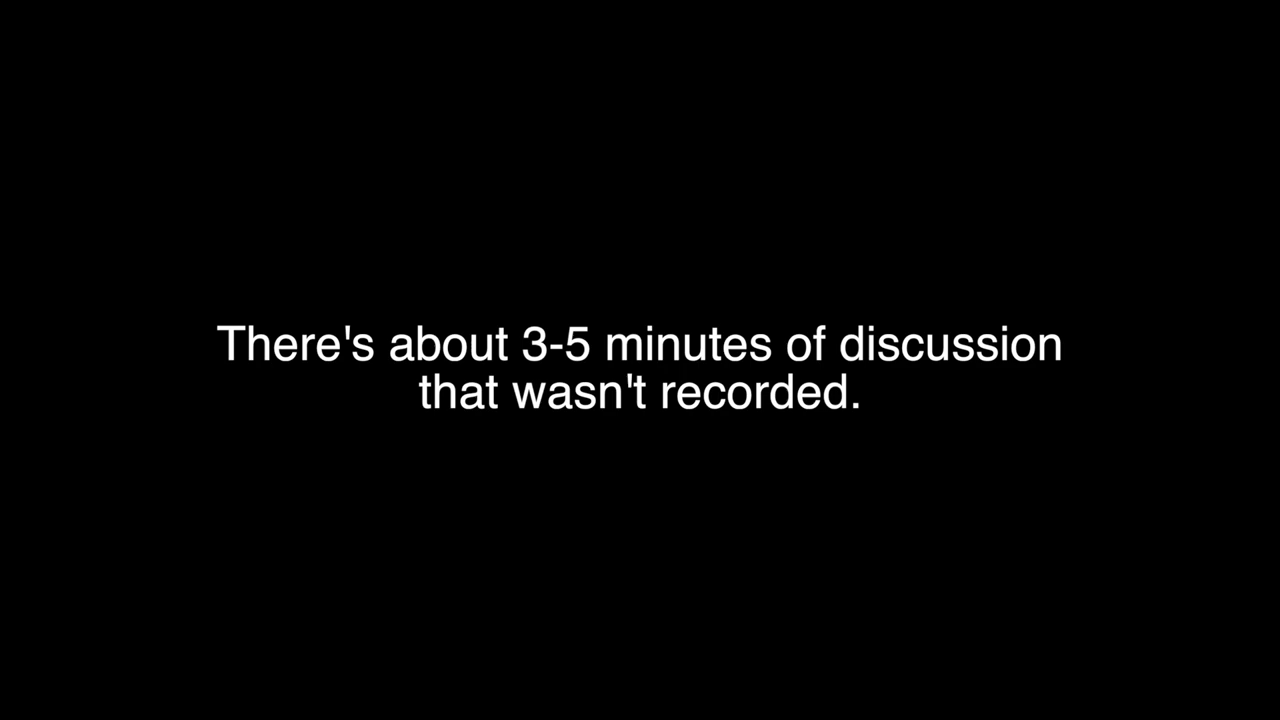 There's about 3-5 minutes of discussion
that wasn't recorded.